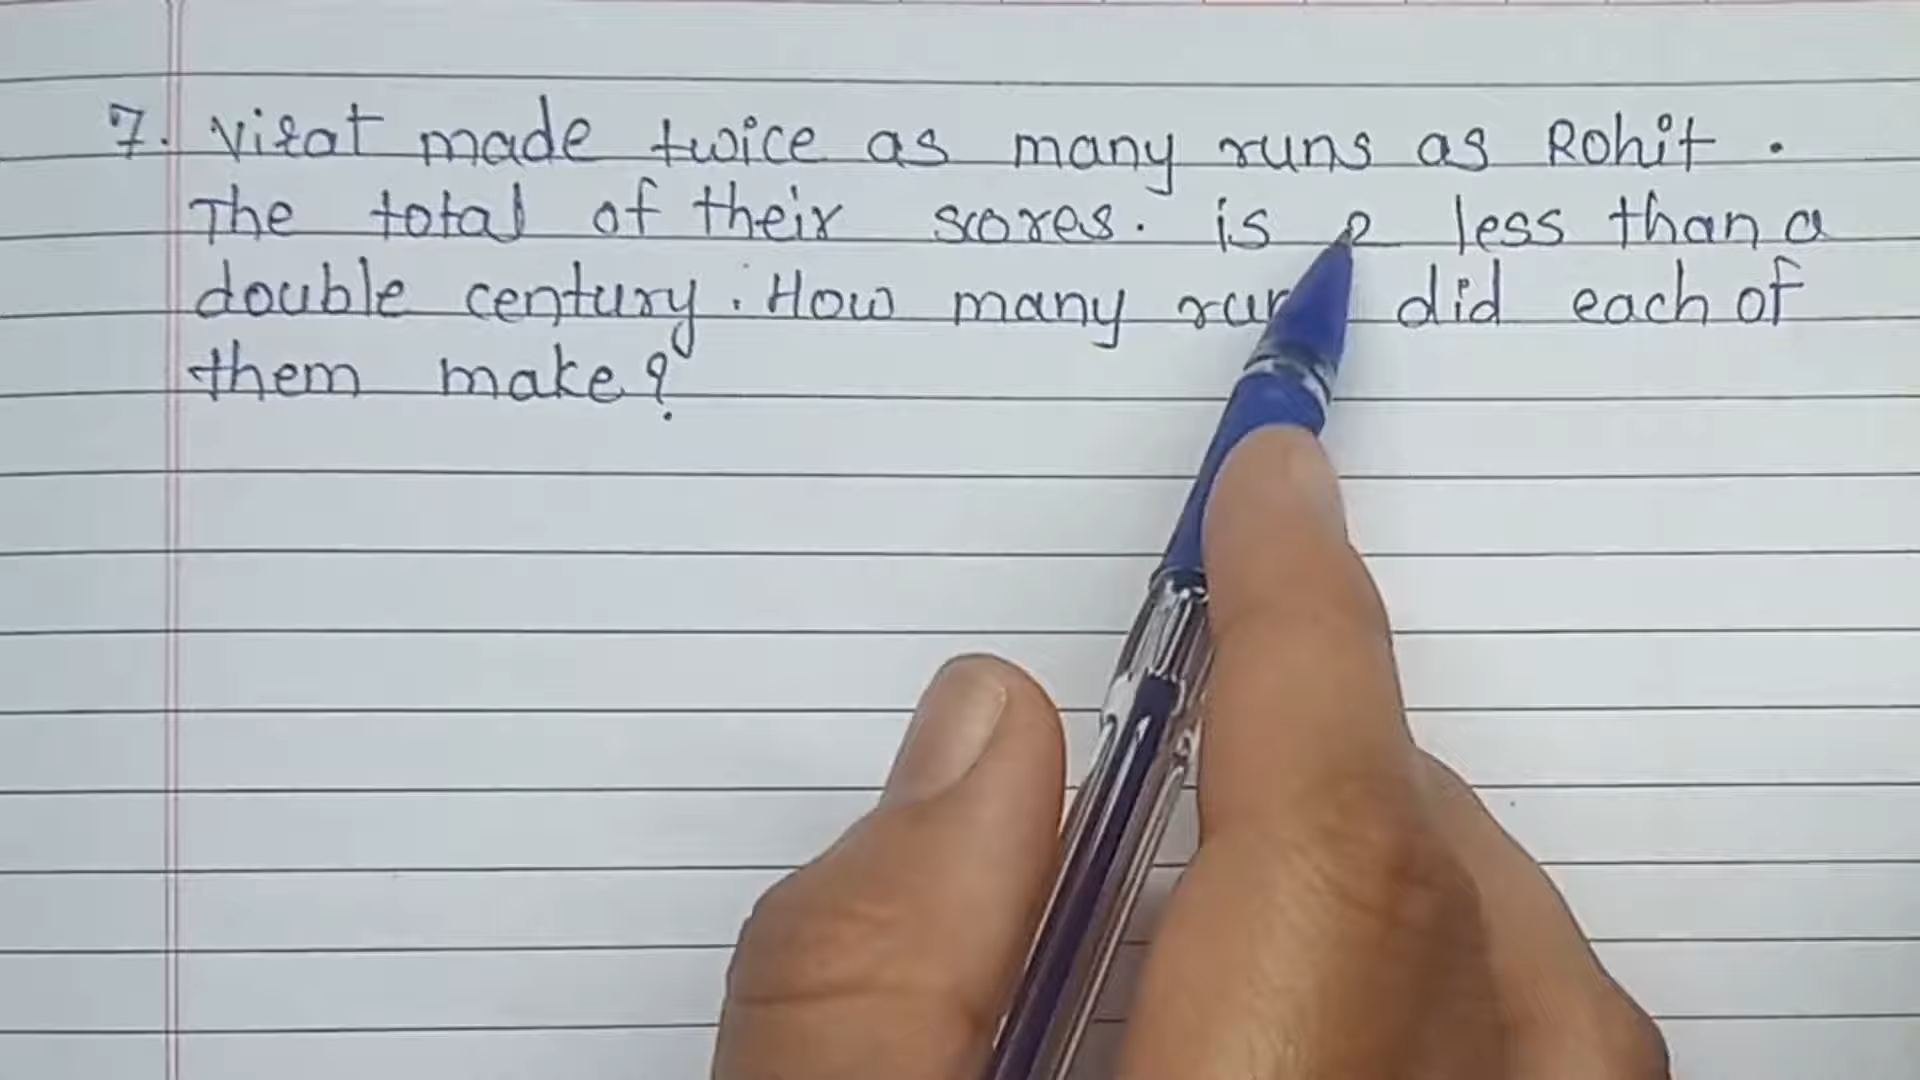 7. Virat made twice as many runs as Rohit .
The total of their scores. is 2 less than a
double century. How many run did each of
them make?